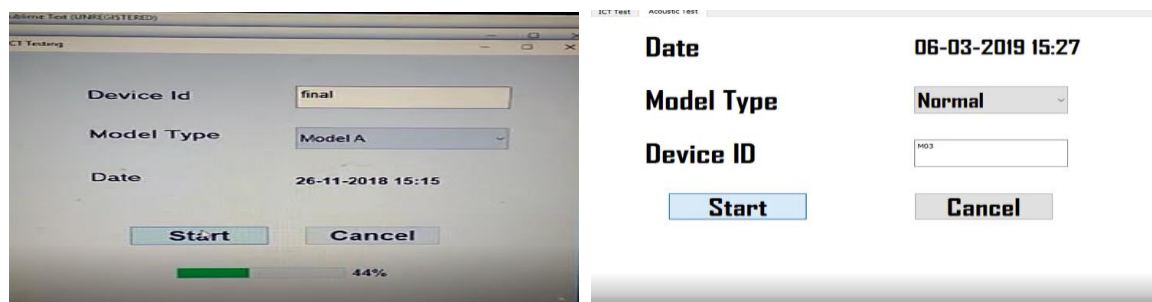 Sublime Text (UNREGISTERED)
ICT Testing
Device Id
final
Model Type
Model A
Date
26-11-2018 15:15
Start
Cancel
44%
ICT Test
Acoustic Test
Date
06-03-2019 15:27
Model Type
Normal
Device ID
M03
Start
Cancel